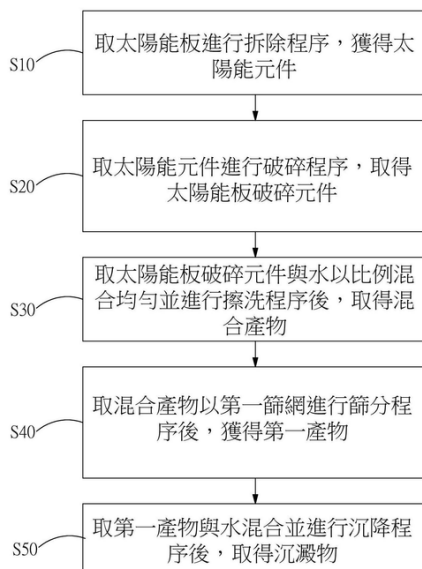 取太陽能板進行拆除程序，獲得太
陽能元件
S10
取太陽能元件進行破碎程序，取得
太陽能板破碎元件
S20
取太陽能板破碎元件與水以比例混
合均勻並進行擦洗程序後，取得混
合產物
S30
取混合產物以第一篩網進行篩分程
序後，獲得第一產物
S40
取第一產物與水混合並進行沉降程
序後，取得沉澱物
S50